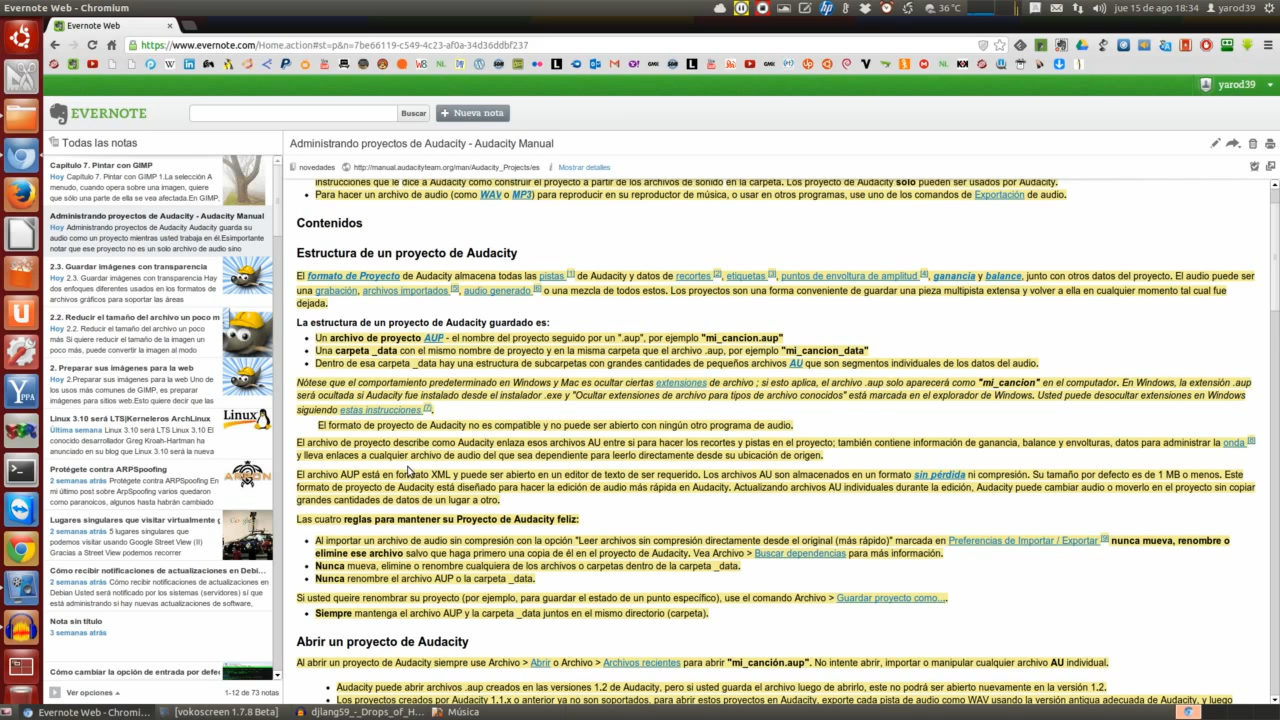 Evernote Web - Chromium
36°C
jue 15 de ago 18:34
yarod39
Evernote Web
https://www.evernote.com/Home.action#st=p&n=7be66119-c549-4c23-af0a-34d36ddbf237
yarod39
EVERNOTE
Buscar
Nueva nota
Todas las notas
Capítulo 7. Pintar con GIMP
Hoy Capítulo 7. Pintar con GIMP 1.La selección A
menudo, cuando opera sobre una imagen, quiere
que sólo una parte de ella se vea afectada.En GIMP,
Administrando proyectos de Audacity - Audacity Manual
Hoy Administrando proyectos de Audacity Audacity guarda su
audio como un proyecto mientras usted trabaja en él.Esimportante
notar que ese proyecto no es un solo archivo de audio sino
2.3. Guardar imágenes con transparencia
Hoy 2.3. Guardar imágenes con transparencia Hay
dos enfoques diferentes usados en los formatos de
archivos gráficos para soportar las áreas
2.2. Reducir el tamaño del archivo un poco m
Hoy 2.2. Reducir el tamaño del archivo un poco
más Si quiere reducir el tamaño de la imagen un
poco más, puede convertir la imagen al modo
2. Preparar sus imágenes para la web
Hoy 2.Preparar sus imágenes para la web Uno de
los usos más comunes de GIMP, es preparar
imágenes para sitios web.Esto quiere decir que las
Linux 3.10 será LTS|Kerneleros ArchLinux
Última semana Linux 3.10 será LTS Linux 3.10 El
conocido desarrollador Greg Kroah-Hartman ha
anunciado en su blog que Linux 3.10 será la nueva
Protégete contra ARPSpoofing
2 semanas atrás Protégete contra ARPSpoofing En
mi último post sobre ArpSpoofing varios quedaron
como paranoicos, algunos hasta habrán cambiado
Lugares singulares que visitar virtualmente g
2 semanas atrás 5 lugares singulares que
podemos visitar usando Google Street View (II)
Gracias a Street View podemos recorrer
Cómo recibir notificaciones de actualizaciones en Debi...
2 semanas atrás Cómo recibir notificaciones de actualizaciones en
Debian Usted será notificado por los sistemas (servidores) si que
está administrando si hay nuevas actualizaciones de software,
Nota sin título
3 semanas atrás
Cómo cambiar la opción de entrada por defec
Ver opciones
1-12 de 73 notas
Administrando proyectos de Audacity - Audacity Manual
novedades
http://manual.audacityteam.org/man/Audacity_Projects/es
Mostrar detalles
instrucciones que le dice a Audacity como construir el proyecto a partir de los archivos de sonido en la carpeta. Los proyecto de Audacity solo pueden ser usados por Audacity.
Para hacer un archivo de audio (como WAV o MP3) para reproducir en su reproductor de música, o usar en otros programas, use uno de los comandos de Exportación de audio.
Contenidos
Estructura de un proyecto de Audacity
El formato de Proyecto de Audacity almacena todas las pistas [1] de Audacity y datos de recortes [2], etiquetas [3], puntos de envoltura de amplitud [4], ganancia y balance, junto con otros datos del proyecto. El audio puede ser
una grabación, archivos importados [5], audio generado [6] o una mezcla de todos estos. Los proyectos son una forma conveniente de guardar una pieza multipista extensa y volver a ella en cualquier momento tal cual fue
dejada.
La estructura de un proyecto de Audacity guardado es:
Un archivo de proyecto AUP - el nombre del proyecto seguido por un ".aup", por ejemplo "mi_cancion.aup"
Una carpeta _data con el mismo nombre de proyecto y en la misma carpeta que el archivo .aup, por ejemplo "mi_cancion_data"
Dentro de esa carpeta _data hay una estructura de subcarpetas con grandes cantidades de pequeños archivos AU que son segmentos individuales de los datos del audio.
Nótese que el comportamiento predeterminado en Windows y Mac es ocultar ciertas extensiones de archivo ; si esto aplica, el archivo .aup solo aparecerá como "mi_cancion" en el computador. En Windows, la extensión .aup
será ocultada si Audacity fue instalado desde el instalador .exe y "Ocultar extensiones de archivo para tipos de archivo conocidos" está marcada en el explorador de Windows. Usted puede desocultar extensiones en Windows
siguiendo estas instrucciones [7].
El formato de proyecto de Audacity no es compatible y no puede ser abierto con ningún otro programa de audio.
El archivo de proyecto describe como Audacity enlaza esos archivos AU entre si para hacer los recortes y pistas en el proyecto; también contiene información de ganancia, balance y envolturas, datos para administrar la onda [8]
y lleva enlaces a cualquier archivo de audio del que sea dependiente para leerlo directamente desde su ubicación de origen.
El archivo AUP está en formato XML y puede ser abierto en un editor de texto de ser requerido. Los archivos AU son almacenados en un formato sin pérdida ni compresión. Su tamaño por defecto es de 1 MB o menos. Este
formato de proyecto de Audacity está diseñado para hacer la edición de audio más rápida en Audacity. Actualizando archivos AU individuales durante la edición, Audacity puede cambiar audio o moverlo en el proyecto sin copiar
grandes cantidades de datos de un lugar a otro.
Las cuatro reglas para mantener su Proyecto de Audacity feliz:
Al importar un archivo de audio sin compresión con la opción "Leer archivos sin compresión directamente desde el original (más rápido)" marcada en Preferencias de Importar / Exportar [9] nunca mueva, renombre o
elimine ese archivo salvo que haga primero una copia de él en el proyecto de Audacity. Vea Archivo > Buscar dependencias para más información.
Nunca mueva, elimine o renombre cualquiera de los archivos o carpetas dentro de la carpeta _data.
Nunca renombre el archivo AUP o la carpeta _data.
Si usted queire renombrar su proyecto (por ejemplo, para guardar el estado de un punto específico), use el comando Archivo > Guardar proyecto como....
Siempre mantenga el archivo AUP y la carpeta _data juntos en el mismo directorio (carpeta).
Abrir un proyecto de Audacity
Al abrir un proyecto de Audacity siempre use Archivo > Abrir o Archivo > Archivos recientes para abrir "mi_canción.aup". No intente abrir, importar o manipular cualquier archivo AU individual.
Audacity puede abrir archivos .aup creados en las versiones 1.2 de Audacity, pero si usted guarda el archivo luego de abrirlo, este no podrá ser abierto nuevamente en la versión 1.2.
Los proyectos creados por Audacity 1.1.x o anterior ya no son soportados, para abrir estos proyectos en Audacity, exporte cada pista de audio como WAV usando la versión antigua adecuada de Audacity, y luego
Evernote Web - Chromi...
[vokoscreen 1.7.8 Beta]
djlang59_-_Drops_of_H...
Música